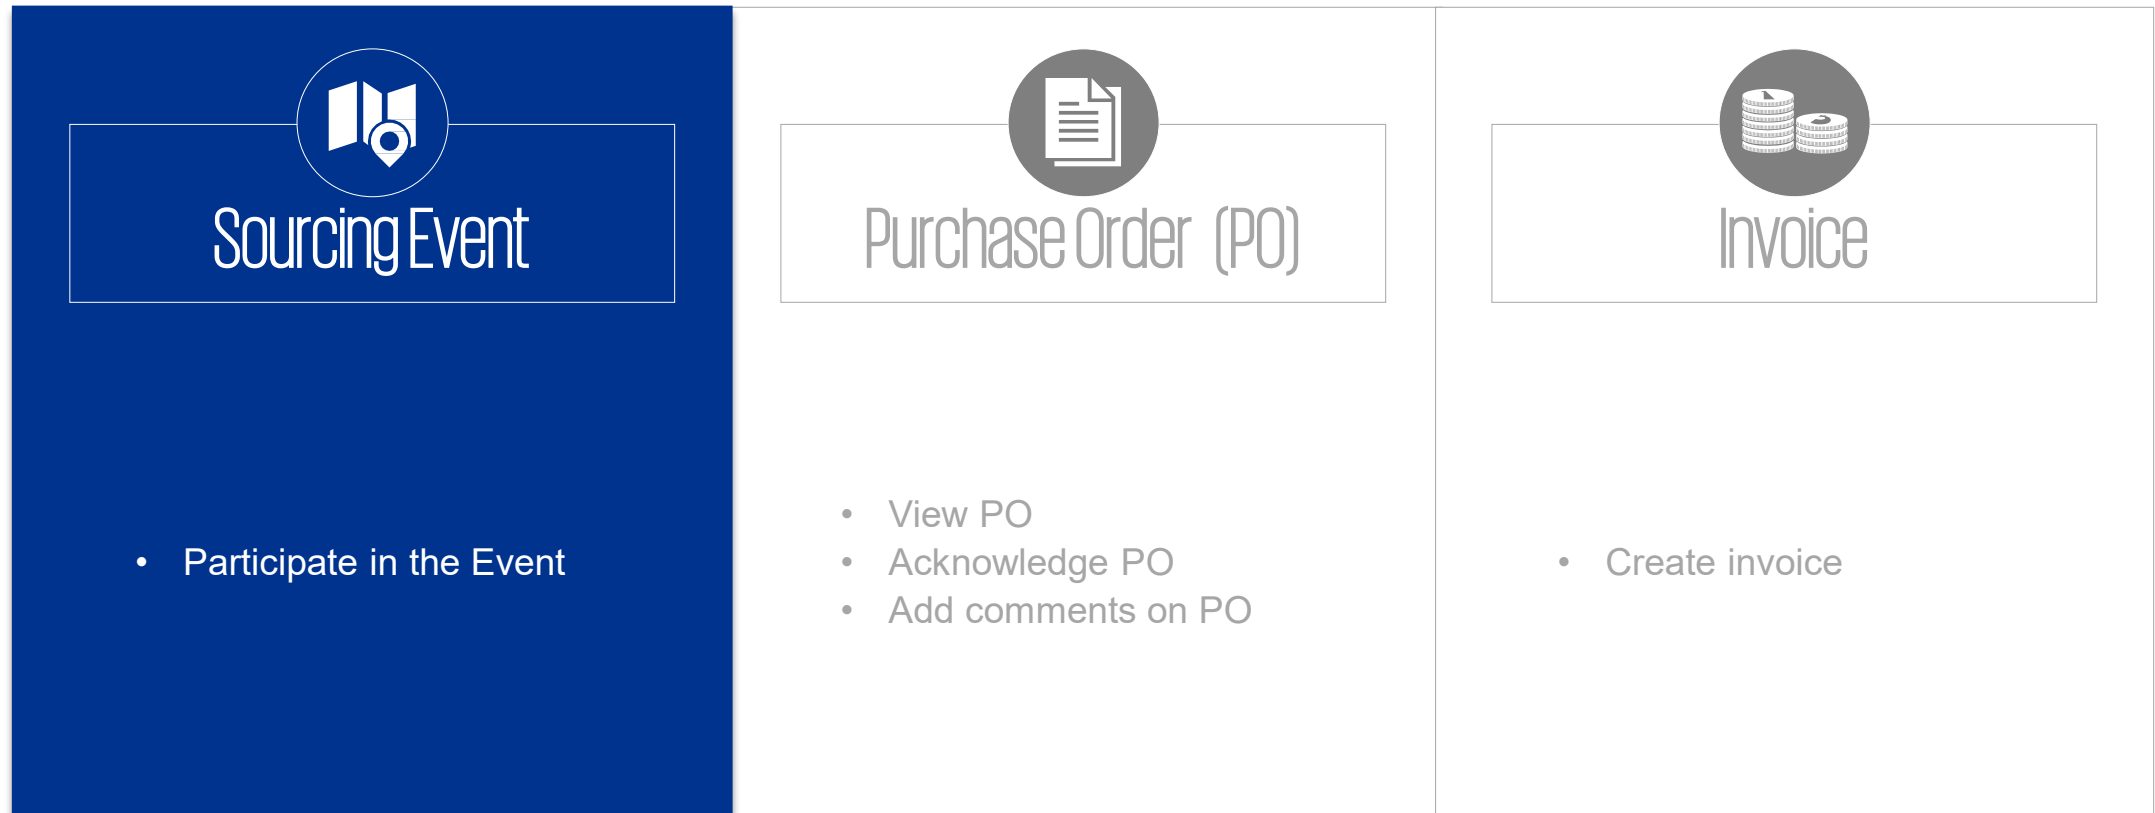 Sourcing Event
• Participate in the Event
Purchase Order (PO)
• View PO
• Acknowledge PO
• Add comments on PO
Invoice
• Create invoice